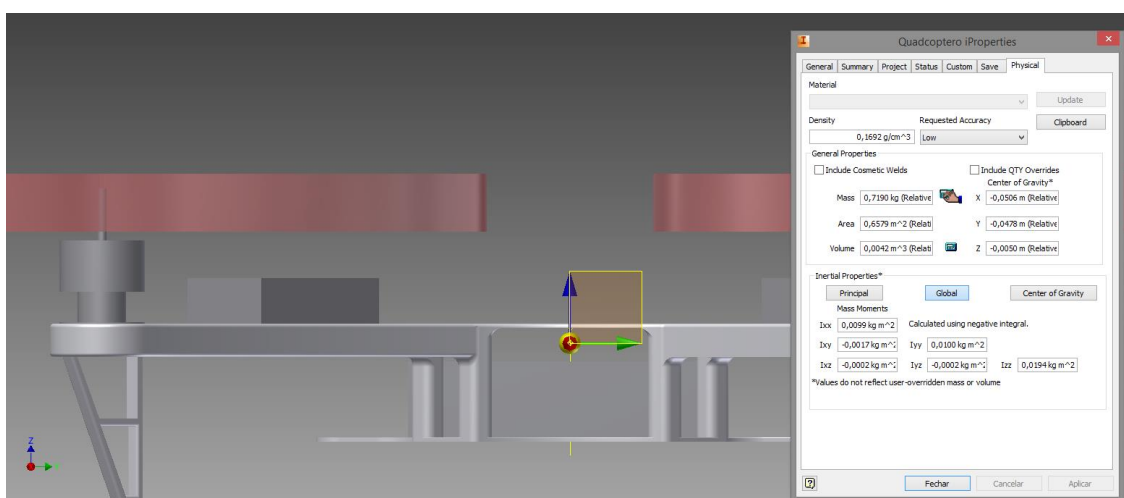 Quadcoptero iProperties
General Summary Project Status Custom Save Physical
Material
Update
Density Requested Accuracy
Clipboard
0,1692 g/cm^3 Low
General Properties
Include Cosmetic Welds Include QTY Overrides
Center of Gravity*
Mass 0,7190 kg (Relative X -0,0506 m (Relative
Area 0,6579 m^2 (Relati Y -0,0478 m (Relative
Volume 0,0042 m^3 (Relati Z -0,0050 m (Relative
Inertial Properties*
Principal Global Center of Gravity
Mass Moments
Ixx 0,0099 kg m^2 Calculated using negative integral.
Ixy -0,0017 kg m^2 Iyy 0,0100 kg m^2
Ixz -0,0002 kg m^2 Iyz -0,0002 kg m^2 Izz 0,0194 kg m^2
*Values do not reflect user-overridden mass or volume
Z
Fechar Cancelar Aplicar